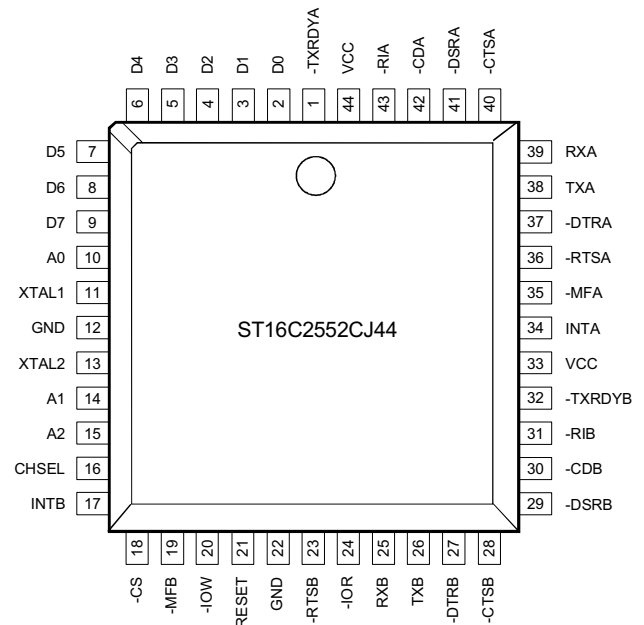 D4
D3
D2
D1
D0
-TXRDYA
VCC
-RIA
-CDA
-DSRA
-CTSA
6
5
4
3
2
1
44
43
42
41
40
D5 7
D6 8
D7 9
A0 10
XTAL1 11
GND 12
XTAL2 13
A1 14
A2 15
CHSEL 16
INTB 17
ST16C2552CJ44
39 RXA
38 TXA
37 -DTRA
36 -RTSA
35 -MFA
34 INTA
33 VCC
32 -TXRDYB
31 -RIB
30 -CDB
29 -DSRB
18
19
20
21
22
23
24
25
26
27
28
-CS
-MFB
-IOW
RESET
GND
-RTSB
-IOR
RXB
TXB
-DTRB
-CTSB